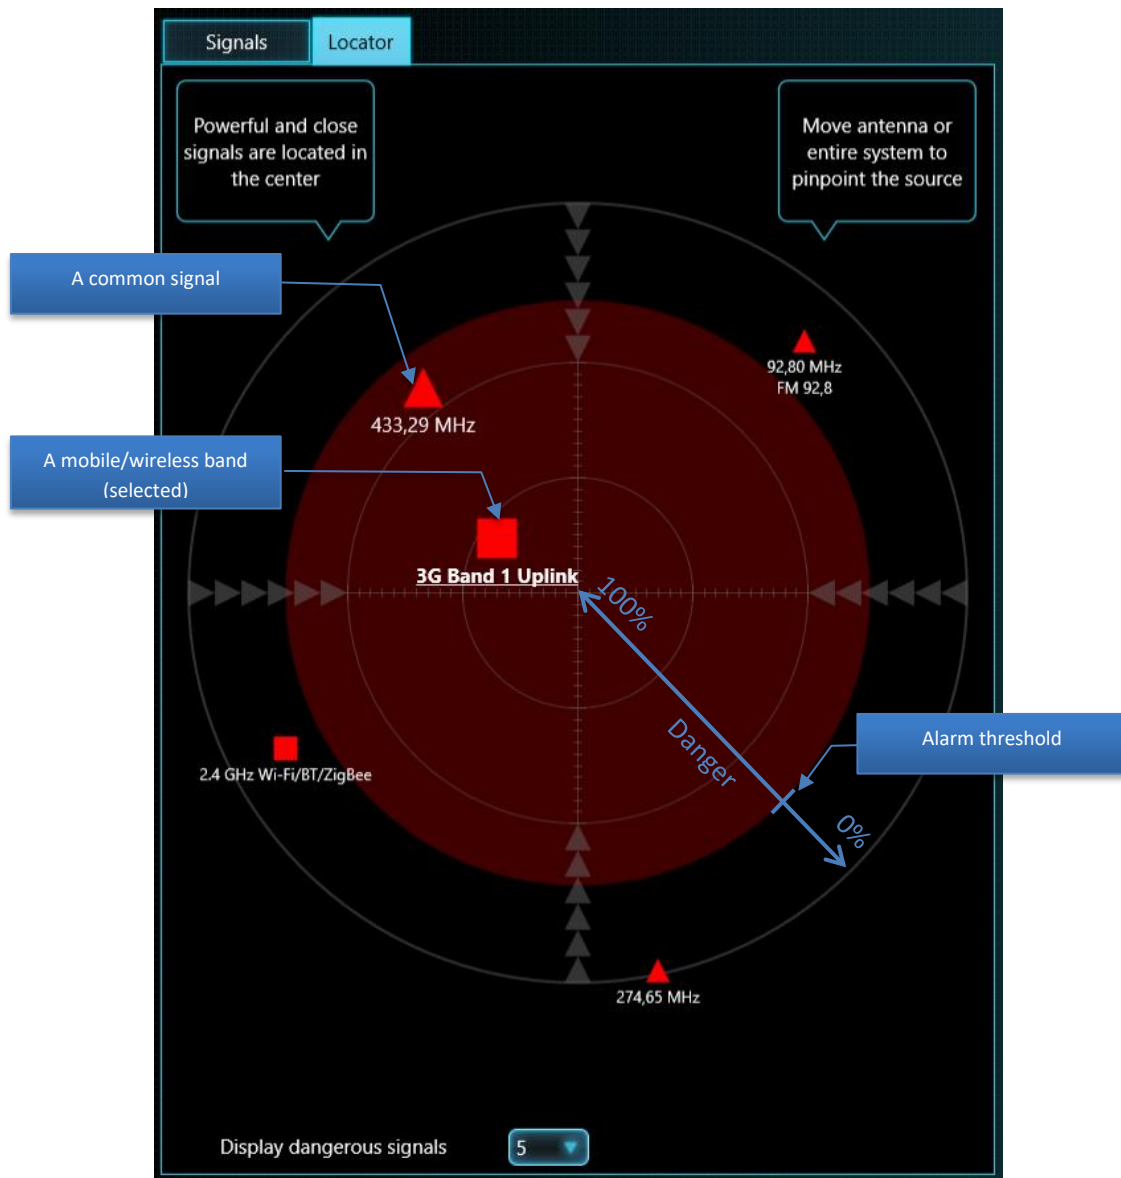 Signals
Locator
Powerful and close
signals are located in
the center
Move antenna or
entire system to
pinpoint the source
A common signal
92,80 MHz
FM 92,8
433,29 MHz
A mobile/wireless band
(selected)
3G Band 1 Uplink
100%
Danger
Alarm threshold
2.4 GHz Wi-Fi/BT/ZigBee
0%
274,65 MHz
Display dangerous signals
5